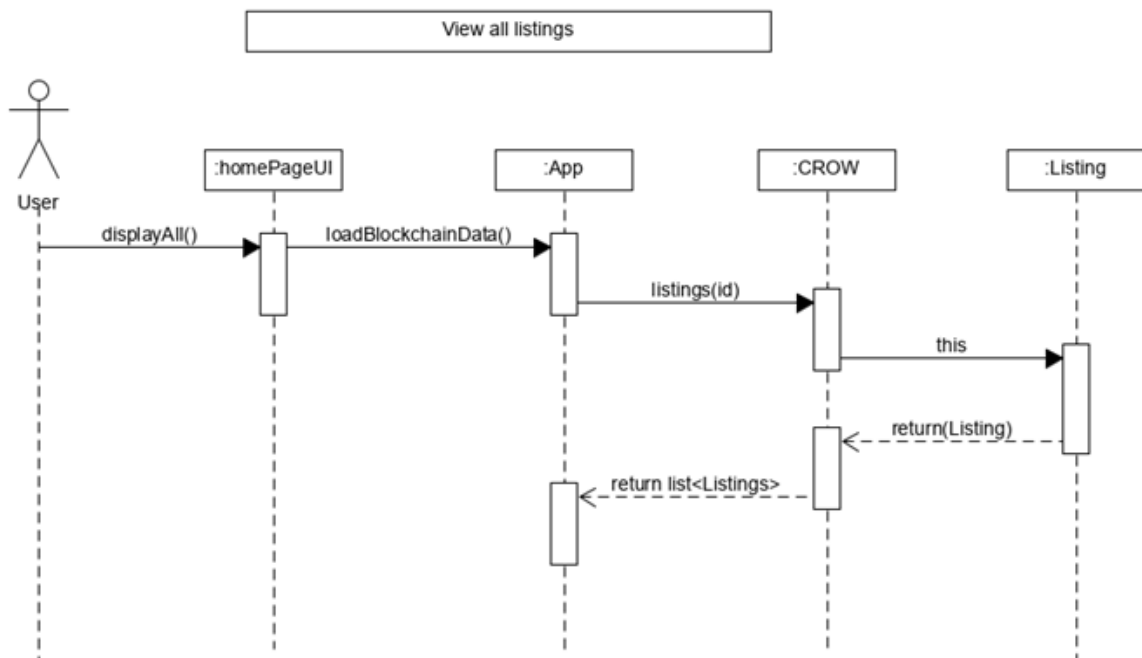 View all listings
:homePageUI
:App
:CROW
:Listing
User
displayAll()
loadBlockchainData()
listings(id)
this
return(Listing)
return list<Listings>